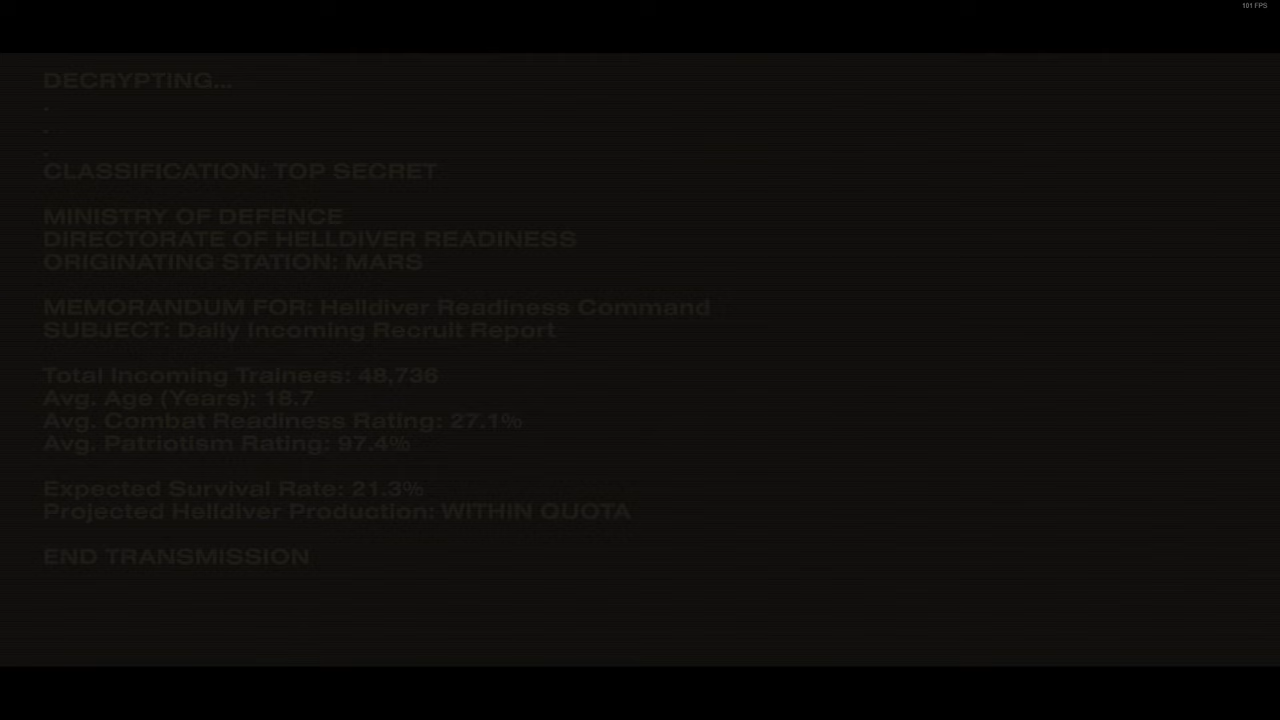 101 FPS
DECRYPTING...
.
.
.
CLASSIFICATION: TOP SECRET
MINISTRY OF DEFENCE
DIRECTORATE OF HELLDIVER READINESS
ORIGINATING STATION: MARS
MEMORANDUM FOR: Helldiver Readiness Command
SUBJECT: Daily Incoming Recruit Report
Total Incoming Trainees: 48,736
Avg. Age (Years): 18.7
Avg. Combat Readiness Rating: 27.1%
Avg. Patriotism Rating: 97.4%
Expected Survival Rate: 21.3%
Projected Helldiver Production: WITHIN QUOTA
END TRANSMISSION